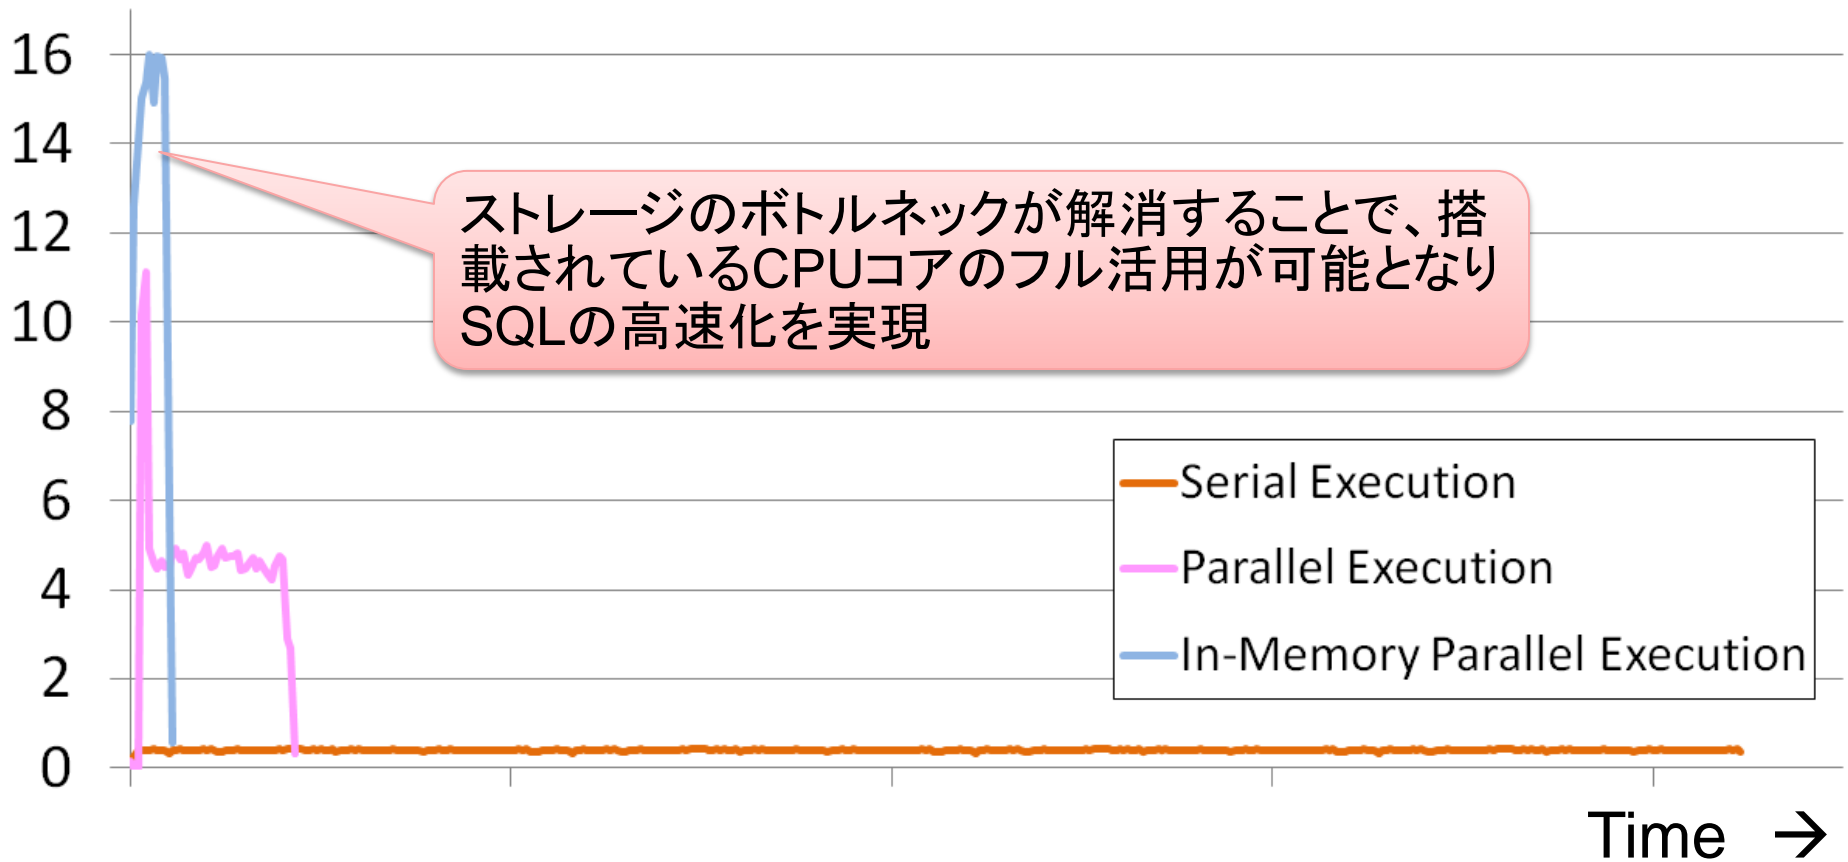 16
14
12
10
8
6
4
2
0
ストレージのボトルネックが解消することで、搭
載されているCPUコアのフル活用が可能となり
SQLの高速化を実現
Serial Execution
Parallel Execution
In-Memory Parallel Execution
Time →